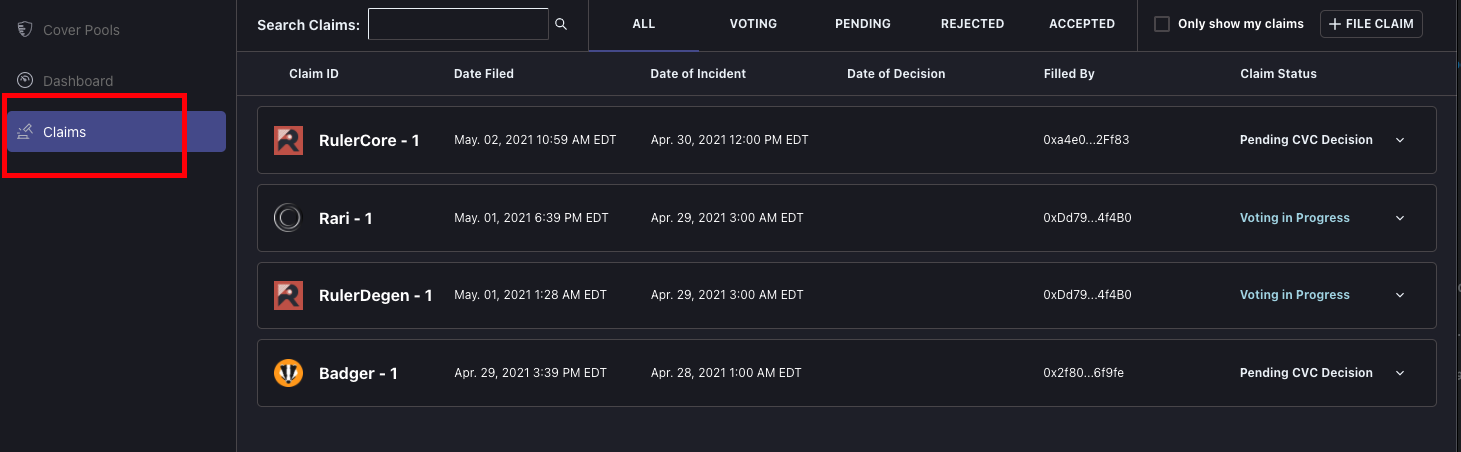 Cover Pools
Dashboard
Claims
Search Claims: ALL VOTING PENDING REJECTED ACCEPTED Only show my claims + FILE CLAIM
Claim ID Date Filed Date of Incident Date of Decision Filled By Claim Status
RulerCore - 1 May. 02, 2021 10:59 AM EDT Apr. 30, 2021 12:00 PM EDT 0xa4e0...2Ff83 Pending CVC Decision
Rari - 1 May. 01, 2021 6:39 PM EDT Apr. 29, 2021 3:00 AM EDT 0xDd79...4f4B0 Voting in Progress
RulerDegen - 1 May. 01, 2021 1:28 AM EDT Apr. 29, 2021 3:00 AM EDT 0xDd79...4f4B0 Voting in Progress
Badger - 1 Apr. 29, 2021 3:39 PM EDT Apr. 28, 2021 1:00 AM EDT 0x2f80...6f9fe Pending CVC Decision